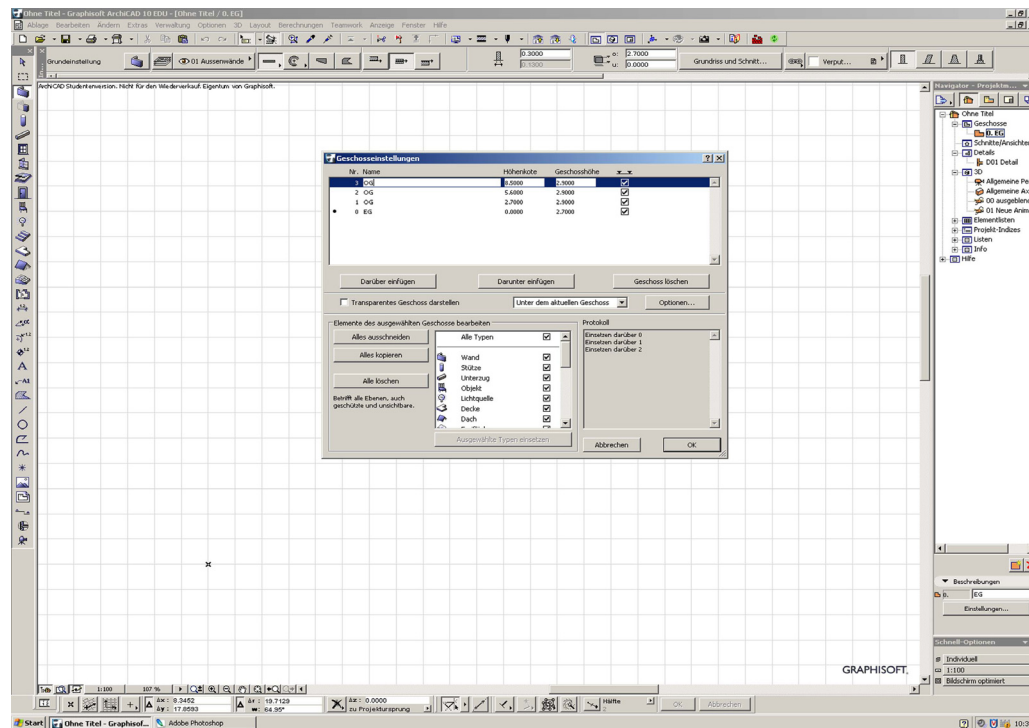 Ohne Titel - Graphisoft ArchiCAD 10 EDU - [Ohne Titel / 0. EG]
Ablage Bearbeiten Ändern Extras Verwaltung Optionen 3D Layout Berechnungen Teamwork Anzeige Fenster Hilfe
Grundeinstellung
01 Aussenwände
0.3000
0.1300
o: 2.7000
u: 0.0000
Grundriss und Schnitt...
Verput...
ArchiCAD Studentenversion. Nicht für den Wiederverkauf. Eigentum von Graphisoft.
Geschosseinstellungen
Nr. Name Höhenkote Geschosshöhe
3 OG 8.5000 2.9000
2 OG 5.6000 2.9000
1 OG 2.7000 2.9000
0 EG 0.0000 2.7000
Darüber einfügen
Darunter einfügen
Geschoss löschen
Transparentes Geschoss darstellen
Unter dem aktuellen Geschoss
Optionen...
Elemente des ausgewählten Geschosse bearbeiten
Alles ausschneiden
Alles kopieren
Alle löschen
Betrifft alle Ebenen, auch
geschützte und unsichtbare.
Alle Typen
Wand
Stütze
Unterzug
Objekt
Lichtquelle
Decke
Dach
Ausgewählte Typen einsetzen
Protokoll
Einsetzen darüber 0
Einsetzen darüber 1
Einsetzen darüber 2
Abbrechen
OK
Navigator - Projektm...
Ohne Titel
Geschosse
0. EG
Schnitte/Ansichten
Details
D01 Detail
3D
Allgemeine Pe
Allgemeine Ax
00 ausgeblend
01 Neue Anim
Elementlisten
Projekt-Indizes
Listen
Info
Hilfe
Beschreibungen
0. EG
Einstellungen...
Schnell-Optionen
Individuell
1:100
Bildschirm optimiert
GRAPHISOFT.
1:100
107 %
Δx : 8.3452
Δy : 17.8593
Δr : 19.7129
w: 64.95°
Δz : 0.0000
zu Projektursprung
Hälfte
2
OK
Abbrechen
Start
Ohne Titel - Graphisof...
Adobe Photoshop